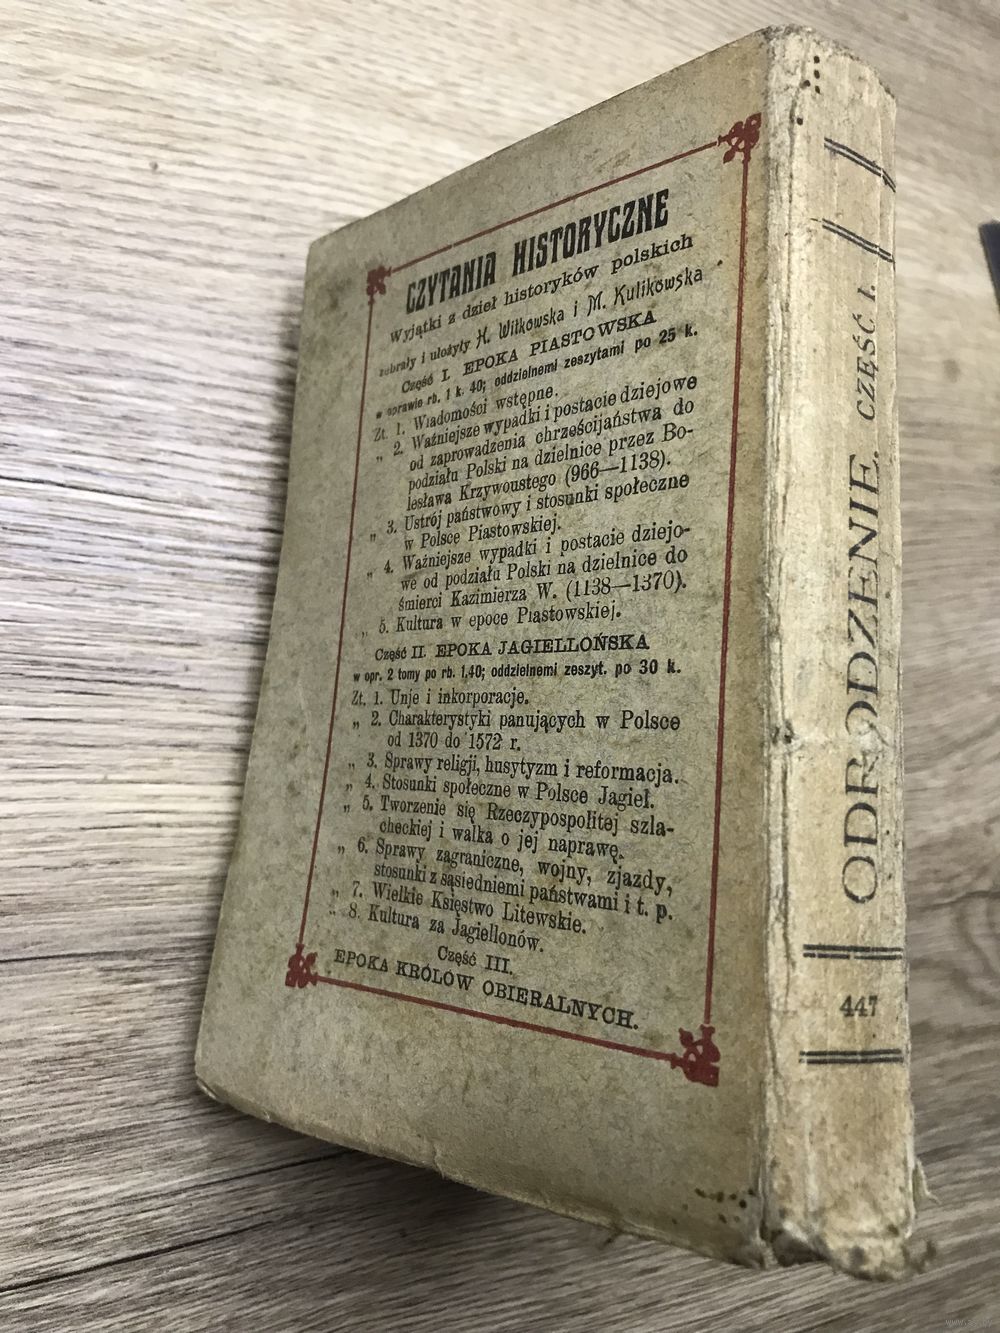 CZYTANIA HISTORYCZNE
Wyjątki z dzieł historyków polskich
zebrały i ułożyły H. Witkowska i M. Kulikowska
Część I. EPOKA PIASTOWSKA
w oprawie rb. 1 k. 40; oddzielnemi zeszytami po 25 k.
Zt. 1. Wiadomości wstępne.
„ 2. Ważniejsze wypadki i postacie dziejowe
od zaprowadzenia chrześcijaństwa do
podziału Polski na dzielnice przez Bo-
lesława Krzywoustego (966—1138).
„ 3. Ustrój państwowy i stosunki społeczne
w Polsce Piastowskiej.
„ 4. Ważniejsze wypadki i postacie dziejo-
we od podziału Polski na dzielnice do
śmierci Kazimierza W. (1138—1370).
„ 5. Kultura w epoce Piastowskiej.
Część II. EPOKA JAGIELLOŃSKA
w opr. 2 tomy po rb. 1.40; oddzielnemi zeszyt. po 30 k.
Zt. 1. Unje i inkorporacje.
„ 2. Charakterystyki panujących w Polsce
od 1370 do 1572 r.
„ 3. Sprawy religji, husytyzm i reformacja.
„ 4. Stosunki społeczne w Polsce Jagieł.
„ 5. Tworzenie się Rzeczypospolitej szla-
checkiej i walka o jej naprawę.
„ 6. Sprawy zagraniczne, wojny, zjazdy,
stosunki z sąsiedniemi państwami i t. p.
„ 7. Wielkie Księstwo Litewskie.
„ 8. Kultura za Jagiellonów.
Część III.
EPOKA KRÓLÓW OBIERALNYCH.
ODRODZENIE. CZĘŚĆ I.
447